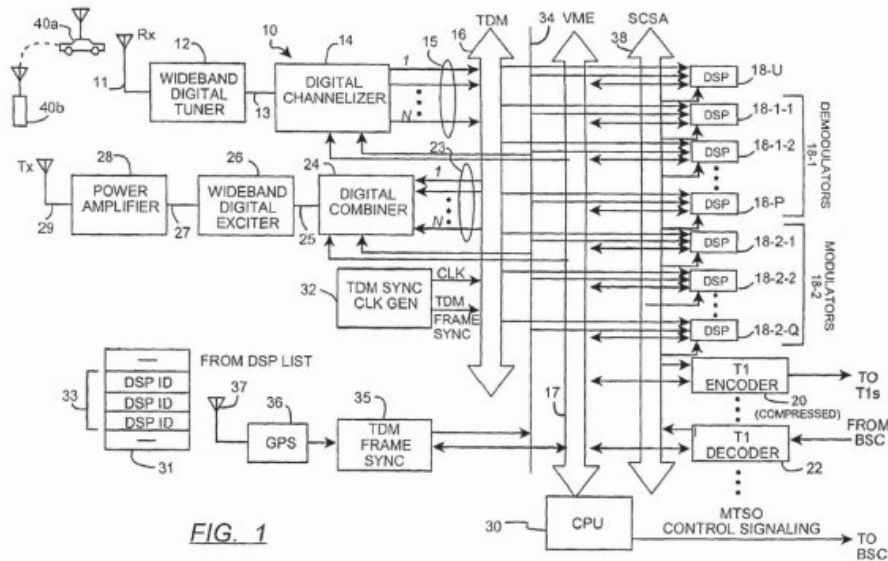 40a
40b
Rx
11
12
WIDEBAND
DIGITAL
TUNER
13
10
14
DIGITAL
CHANNELIZER
1
N
15
TDM
16
34
VME
SCSA
38
DSP
18-U
DSP
18-1-1
DSP
18-1-2
DSP
18-P
DEMODULATORS
18-1
DSP
18-2-1
DSP
18-2-2
DSP
18-2-Q
MODULATORS
18-2
Tx
29
28
POWER
AMPLIFIER
27
26
WIDEBAND
DIGITAL
EXCITER
25
24
DIGITAL
COMBINER
1
N
23
32
TDM SYNC
CLK GEN
CLK
TDM
FRAME
SYNC
FROM DSP LIST
33
DSP ID
DSP ID
DSP ID
31
37
36
GPS
35
TDM
FRAME
SYNC
17
T1
ENCODER
20
(COMPRESSED)
TO
T1s
T1
DECODER
22
FROM
BSC
30
CPU
MTSO
CONTROL SIGNALING
TO
BSC
FIG. 1